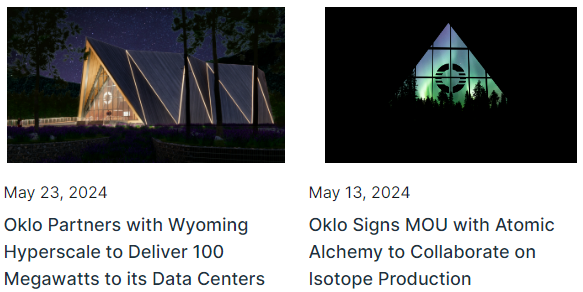 May 23, 2024
Oklo Partners with Wyoming
Hyperscale to Deliver 100
Megawatts to its Data Centers
May 13, 2024
Oklo Signs MOU with Atomic
Alchemy to Collaborate on
Isotope Production